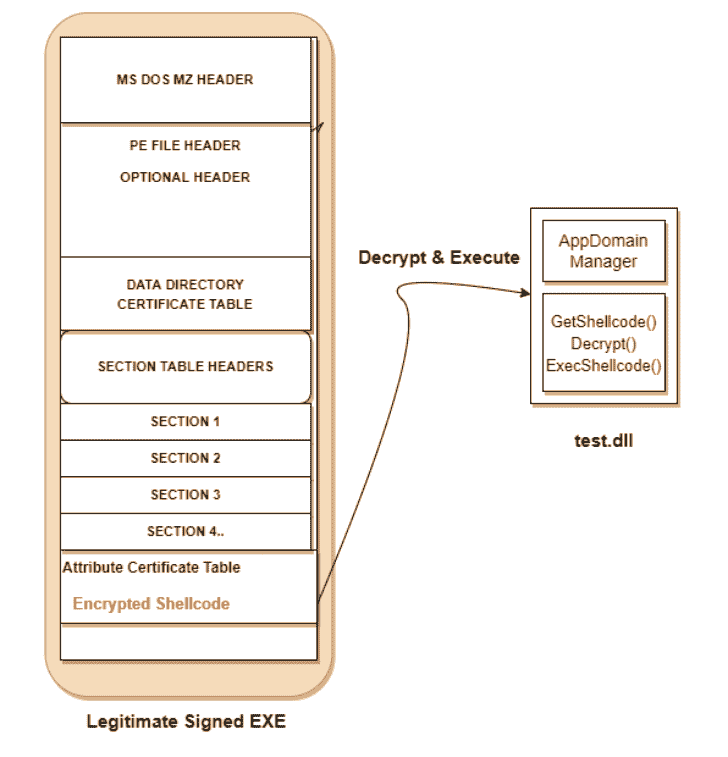 MS DOS MZ HEADER
PE FILE HEADER
OPTIONAL HEADER
DATA DIRECTORY
CERTIFICATE TABLE
SECTION TABLE HEADERS
SECTION 1
SECTION 2
SECTION 3
SECTION 4..
Attribute Certificate Table
Encrypted Shellcode
Legitimate Signed EXE
Decrypt & Execute
AppDomain
Manager
GetShellcode()
Decrypt()
ExecShellcode()
test.dll